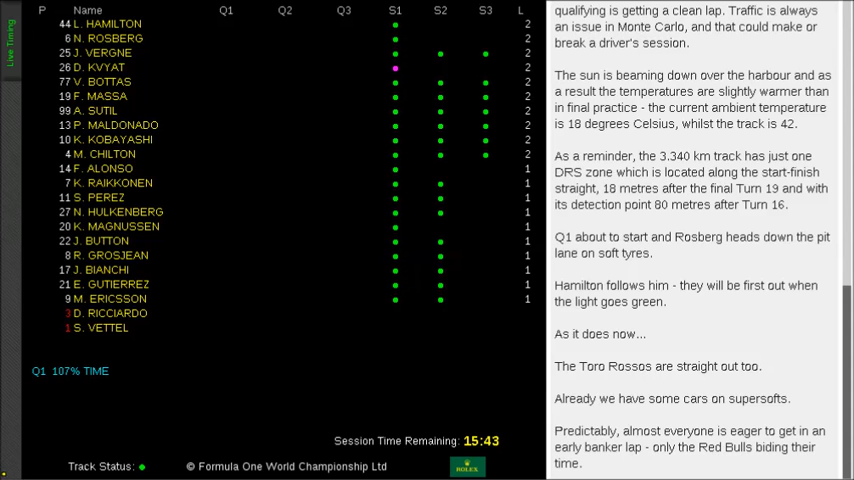 Live Timing
P Name Q1 Q2 Q3 S1 S2 S3 L
44 L. HAMILTON 2
6 N. ROSBERG 2
25 J. VERGNE 2
26 D. KVYAT 2
77 V. BOTTAS 2
19 F. MASSA 2
99 A. SUTIL 2
13 P. MALDONADO 2
10 K. KOBAYASHI 2
4 M. CHILTON 2
14 F. ALONSO 1
7 K. RAIKKONEN 1
11 S. PEREZ 1
27 N. HULKENBERG 1
20 K. MAGNUSSEN 1
22 J. BUTTON 1
8 R. GROSJEAN 1
17 J. BIANCHI 1
21 E. GUTIERREZ 1
9 M. ERICSSON 1
3 D. RICCIARDO
1 S. VETTEL
Q1 107% TIME
Session Time Remaining: 15:43
Track Status:
© Formula One World Championship Ltd
ROLEX
qualifying is getting a clean lap. Traffic is always
an issue in Monte Carlo, and that could make or
break a driver's session.
The sun is beaming down over the harbour and as
a result the temperatures are slightly warmer than
in final practice - the current ambient temperature
is 18 degrees Celsius, whilst the track is 42.
As a reminder, the 3.340 km track has just one
DRS zone which is located along the start-finish
straight, 18 metres after the final Turn 19 and with
its detection point 80 metres after Turn 16.
Q1 about to start and Rosberg heads down the pit
lane on soft tyres.
Hamilton follows him - they will be first out when
the light goes green.
As it does now...
The Toro Rossos are straight out too.
Already we have some cars on supersofts.
Predictably, almost everyone is eager to get in an
early banker lap - only the Red Bulls biding their
time.